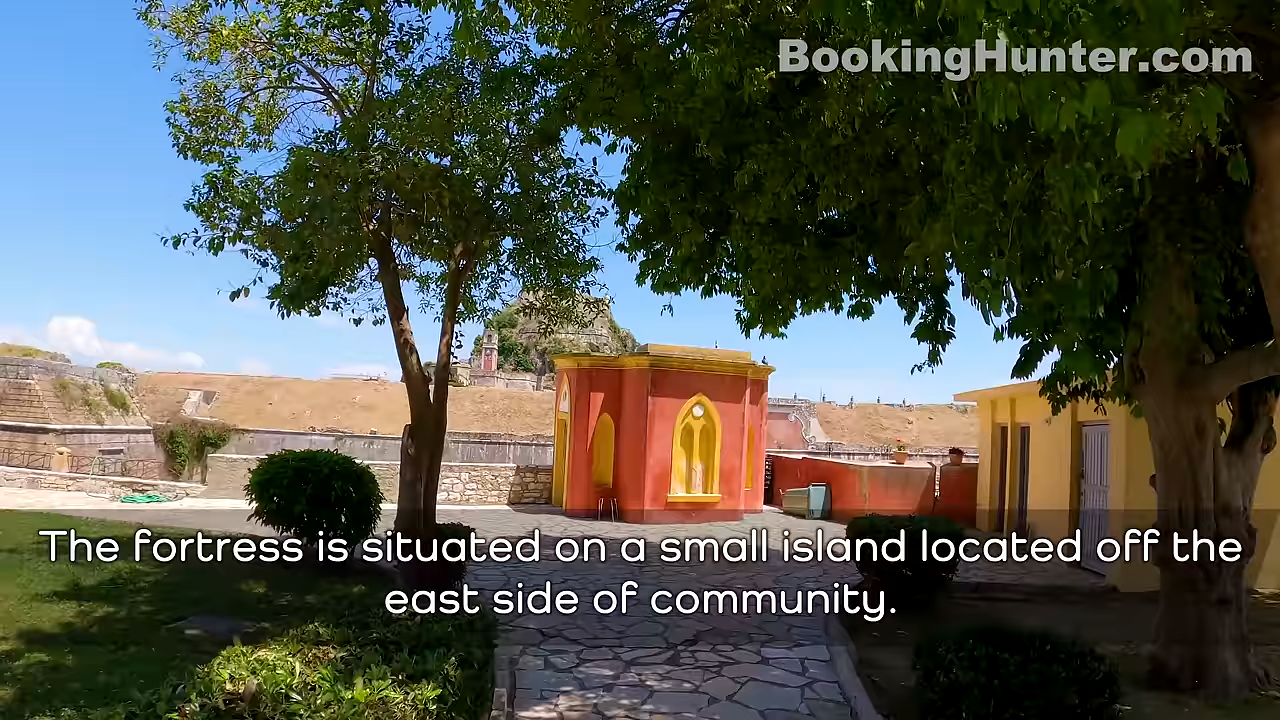 BookingHunter.com
The fortress is situated on a small island located off the
east side of community.